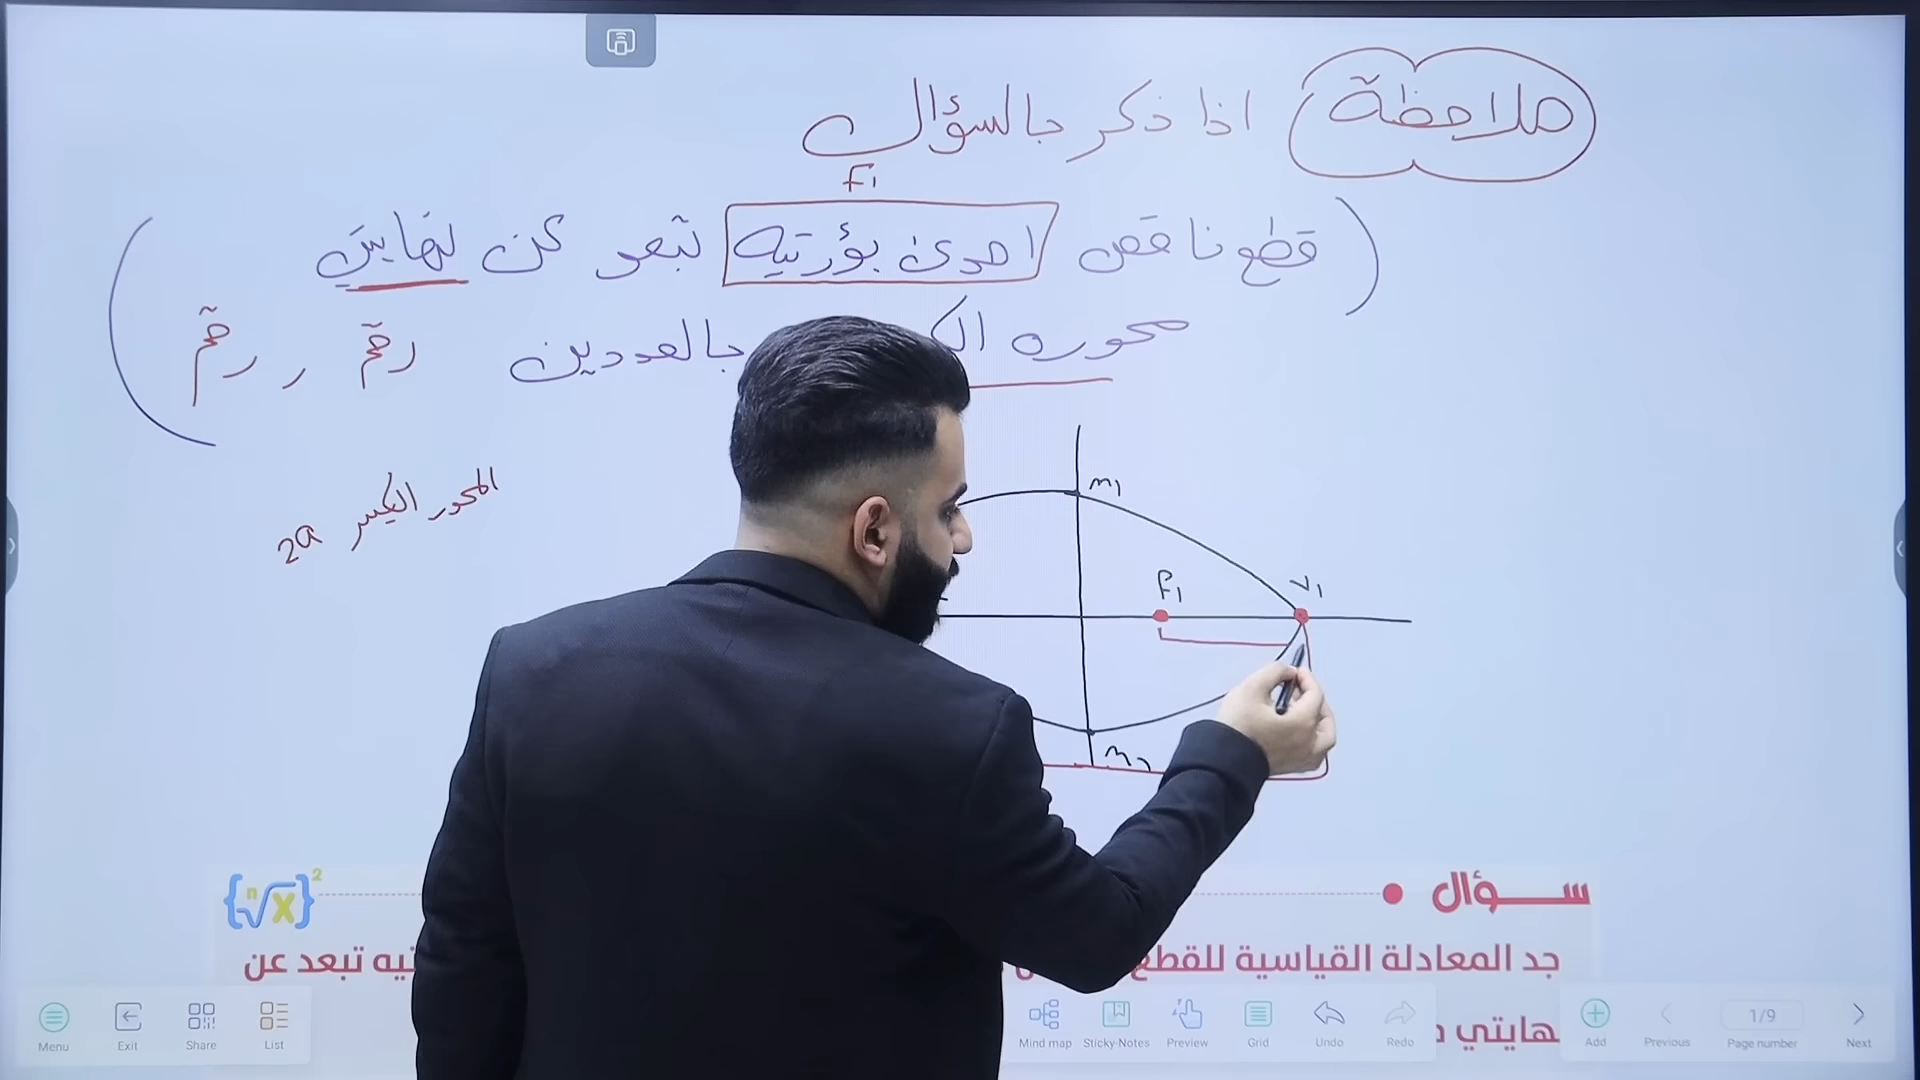 ملاحظة اذا ذكر بالسؤال
F1
(قطع ناقص احدى بؤرتيه تبعد عن نهايتي
محوره بالعددين رقم , رقم)
المحور الكبير 2a
m1
F1
V1
m2
سؤال
{ⁿ√x}²
جد المعادلة القياسية للقطع تبعد عن
نهايتي
Menu
Exit
Share
List
Mind map
Sticky-Notes
Preview
Grid
Undo
Redo
Add
Previous
1/9
Page number
Next